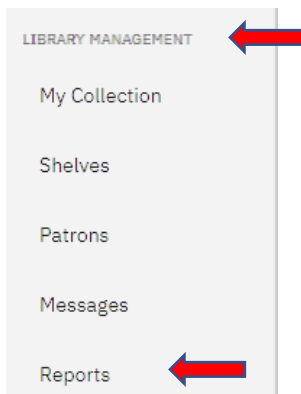 LIBRARY MANAGEMENT
My Collection
Shelves
Patrons
Messages
Reports